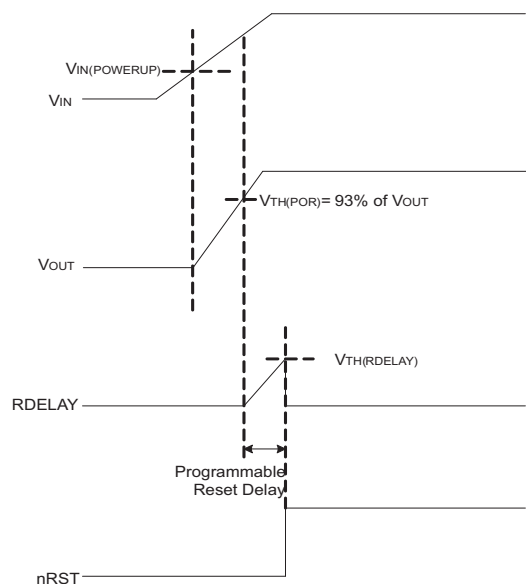 VIN(POWERUP)
VIN
VTH(POR)= 93% of VOUT
VOUT
VTH(RDELAY)
RDELAY
Programmable
Reset Delay
nRST